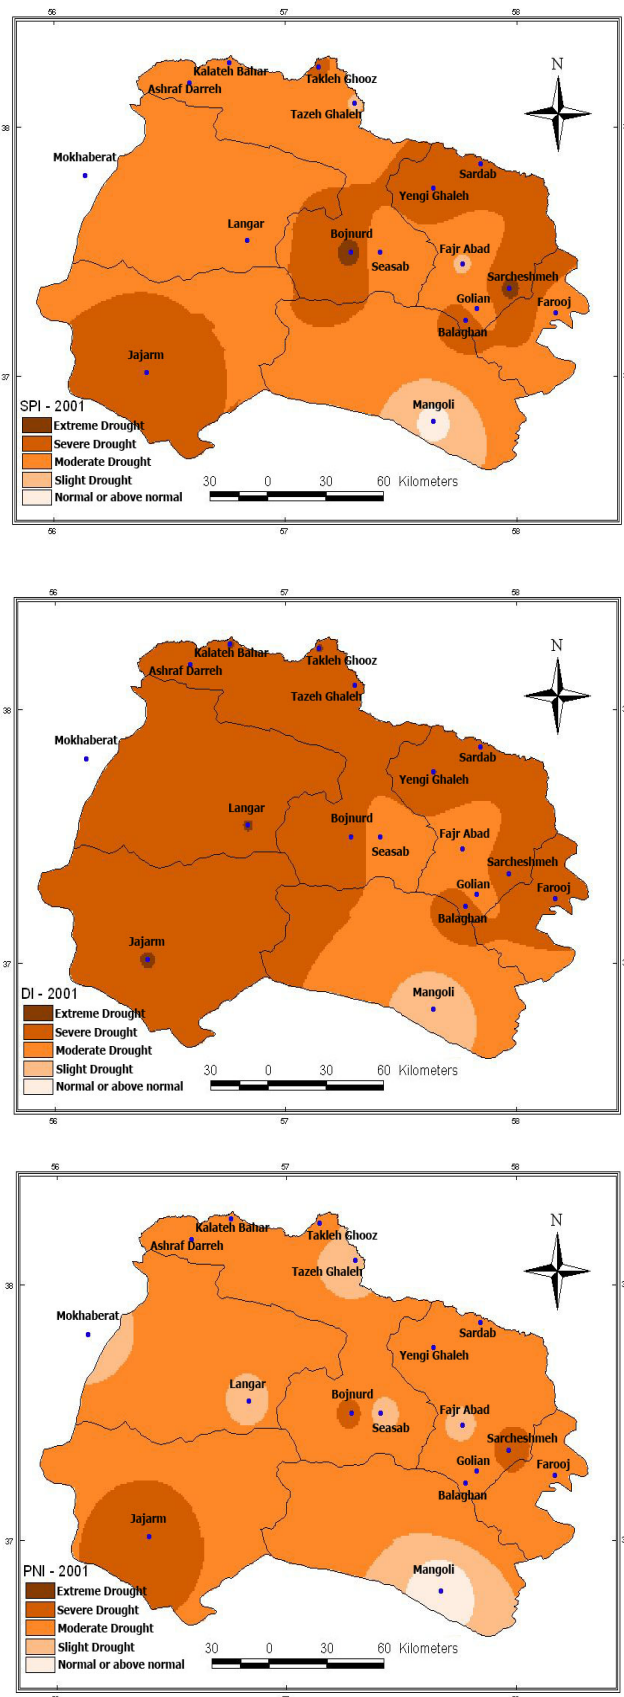 56 57 58
N
Kalateh Bahar
Takleh Ghooz
Ashraf Darreh
Tazeh Ghaleh
38
Mokhaberat
Sardab
Yengi Ghaleh
Langar
Bojnurd
Fajr Abad
Seasab
Sarcheshmeh
Golian
Farooj
Balaghan
Jajarm
37
Mangoli
SPI - 2001
Extreme Drought
Severe Drought
Moderate Drought
Slight Drought
Normal or above normal
30 0 30 60 Kilometers
56 57 58
56 57 58
N
Kalateh Bahar
Takleh Ghooz
Ashraf Darreh
Tazeh Ghaleh
38
Mokhaberat
Sardab
Yengi Ghaleh
Langar
Bojnurd
Fajr Abad
Seasab
Sarcheshmeh
Golian
Farooj
Balaghan
Jajarm
37
Mangoli
DI - 2001
Extreme Drought
Severe Drought
Moderate Drought
Slight Drought
Normal or above normal
30 0 30 60 Kilometers
56 57 58
56 57 58
N
Kalateh Bahar
Takleh Ghooz
Ashraf Darreh
Tazeh Ghaleh
38
Mokhaberat
Sardab
Yengi Ghaleh
Langar
Bojnurd
Fajr Abad
Seasab
Sarcheshmeh
Golian
Farooj
Balaghan
37
Jajarm
Mangoli
PNI - 2001
Extreme Drought
Severe Drought
Moderate Drought
Slight Drought
Normal or above normal
30 0 30 60 Kilometers